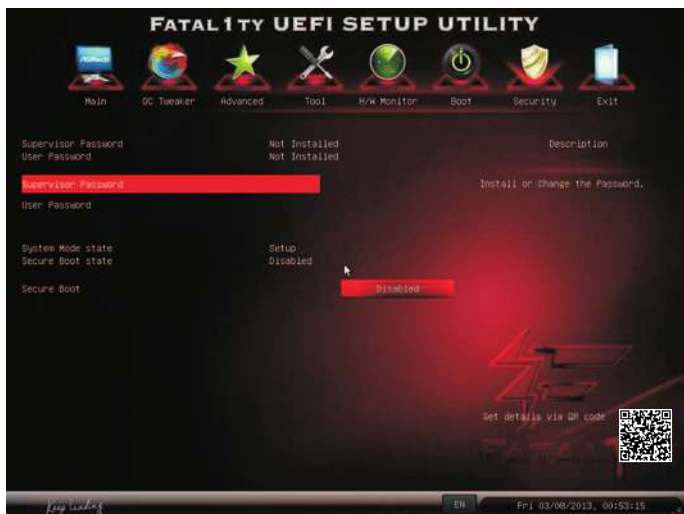 FATAL1TY UEFI SETUP UTILITY
Main
OC Tweaker
Advanced
Tool
H/W Monitor
Boot
Security
Exit
Supervisor Password Not Installed
User Password Not Installed
Description
Supervisor Password
Install or Change the Password.
User Password
System Mode state Setup
Secure Boot state Disabled
Secure Boot Disabled
Get details via QR code
Keep Leading
EN
Fri 03/08/2013, 00:53:15